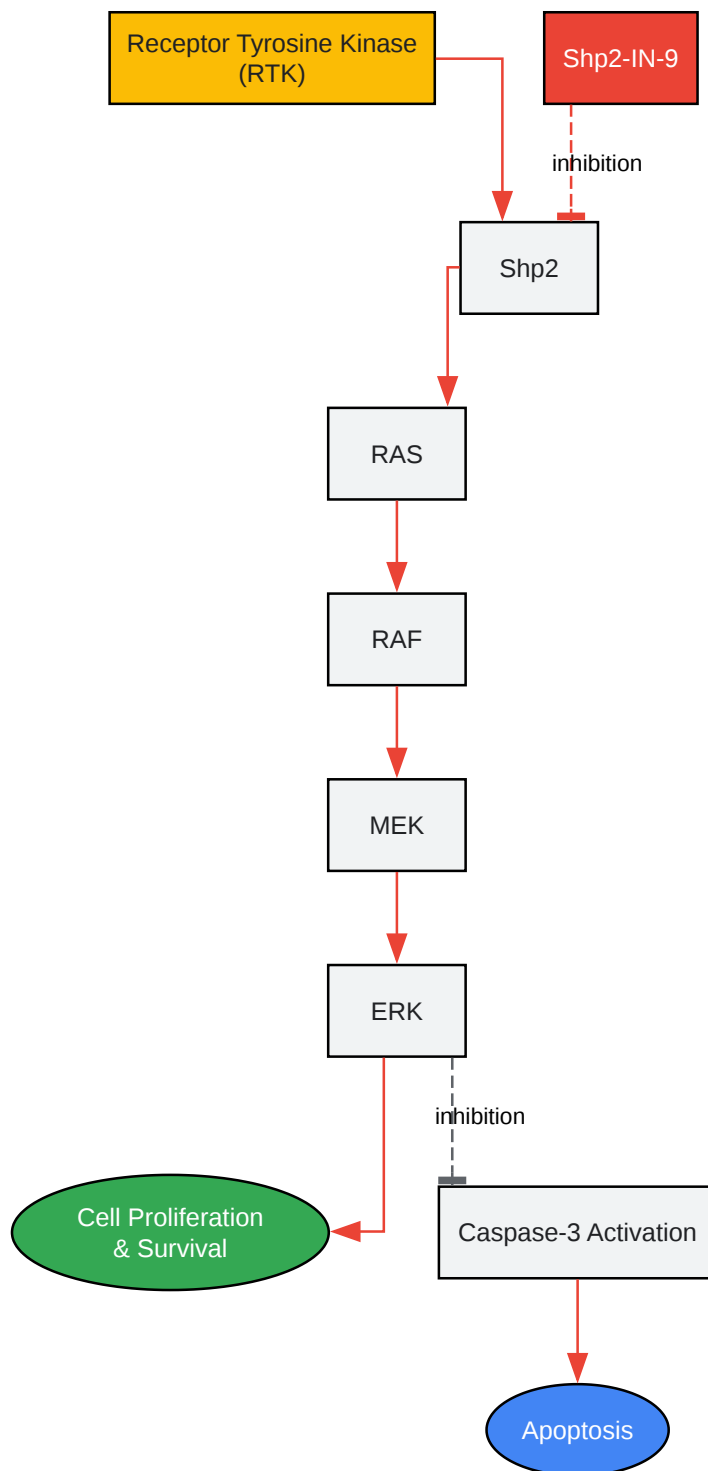 Receptor Tyrosine Kinase
(RTK)
Shp2-IN-9
inhibition
Shp2
RAS
RAF
MEK
ERK
inhibition
Cell Proliferation
& Survival
Caspase-3 Activation
Apoptosis